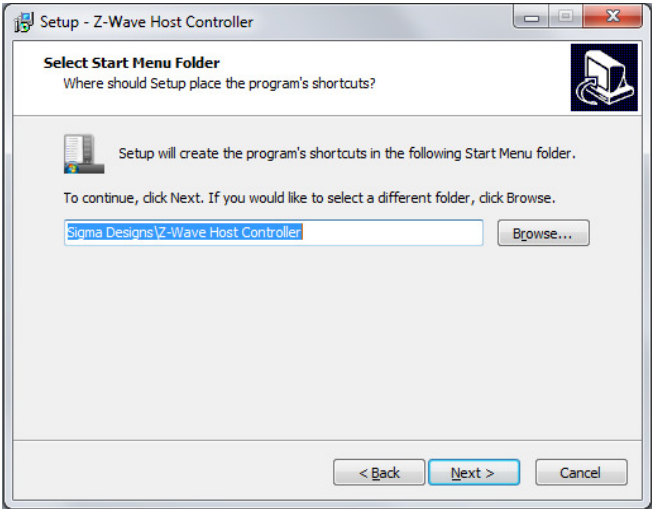 Setup - Z-Wave Host Controller
Select Start Menu Folder
Where should Setup place the program's shortcuts?
Setup will create the program's shortcuts in the following Start Menu folder.
To continue, click Next. If you would like to select a different folder, click Browse.
Sigma Designs\Z-Wave Host Controller
Browse...
< Back
Next >
Cancel